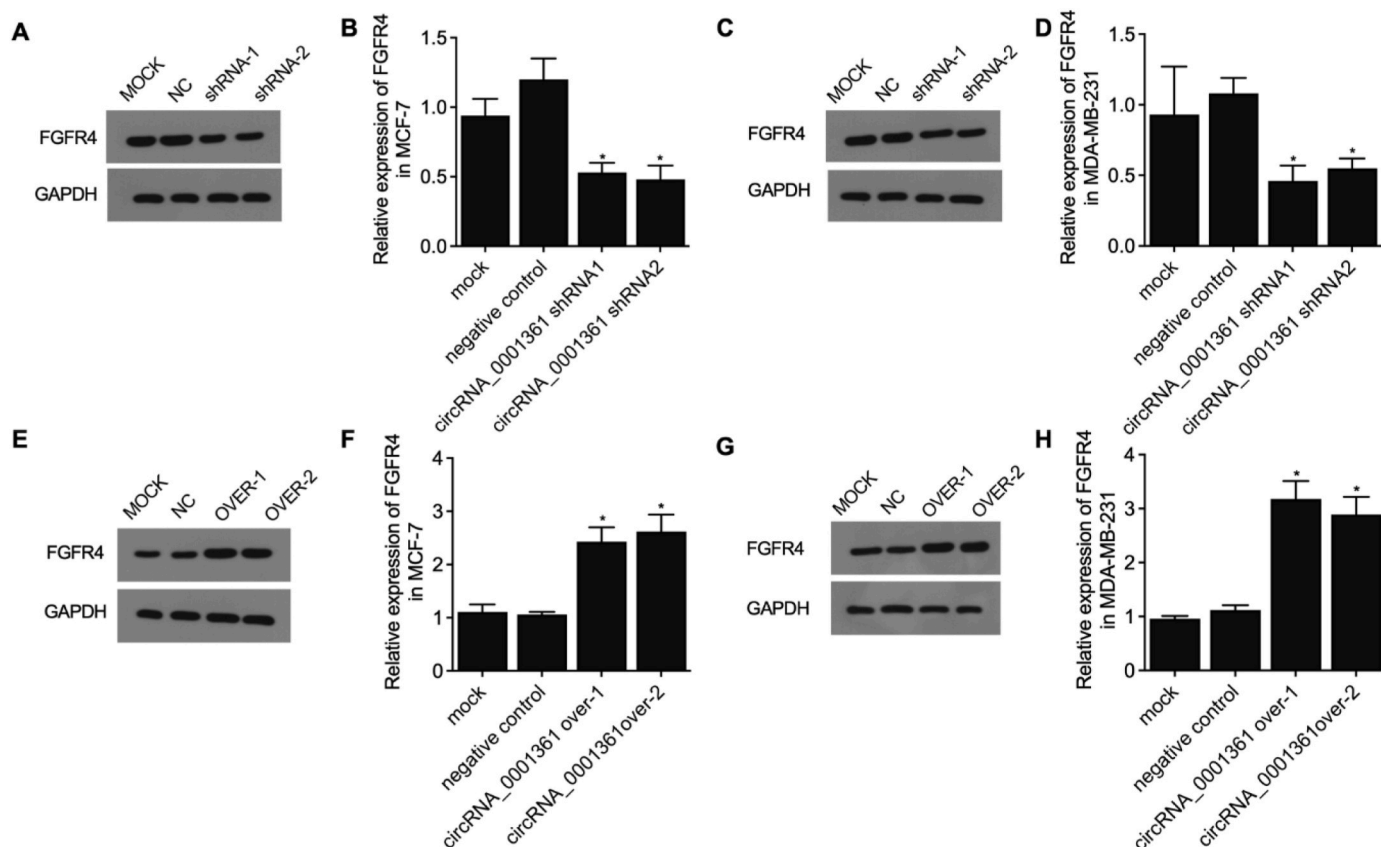 A
MOCK
NC
shRNA-1
shRNA-2
FGFR4
GAPDH
B
Relative expression of FGFR4
in MCF-7
1.5
1.0
0.5
0.0
*
*
mock
negative control
circRNA_0001361 shRNA1
circRNA_0001361 shRNA2
C
MOCK
NC
shRNA-1
shRNA-2
FGFR4
GAPDH
D
Relative expression of FGFR4
in MDA-MB-231
1.5
1.0
0.5
0.0
*
*
mock
negative control
circRNA_0001361 shRNA1
circRNA_0001361 shRNA2
E
MOCK
NC
OVER-1
OVER-2
FGFR4
GAPDH
F
Relative expression of FGFR4
in MCF-7
4
3
2
1
0
*
*
mock
negative control
circRNA_0001361 over-1
circRNA_0001361over-2
G
MOCK
NC
OVER-1
OVER-2
FGFR4
GAPDH
H
Relative expression of FGFR4
in MDA-MB-231
4
3
2
1
0
*
*
mock
negative control
circRNA_0001361 over-1
circRNA_0001361over-2